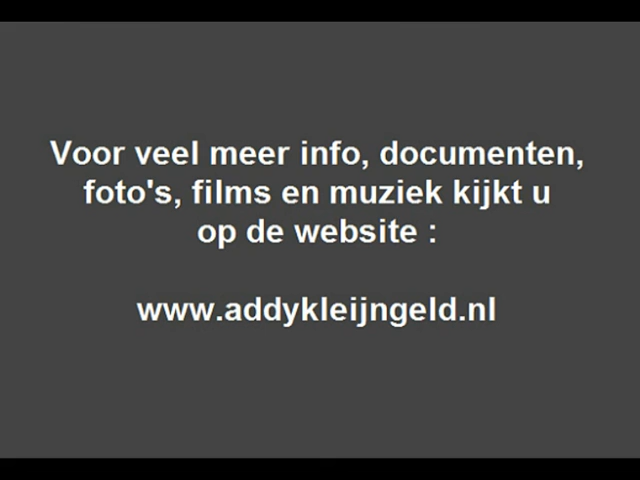 Voor veel meer info, documenten,
foto's, films en muziek kijkt u
op de website :
www.addykleijngeld.nl